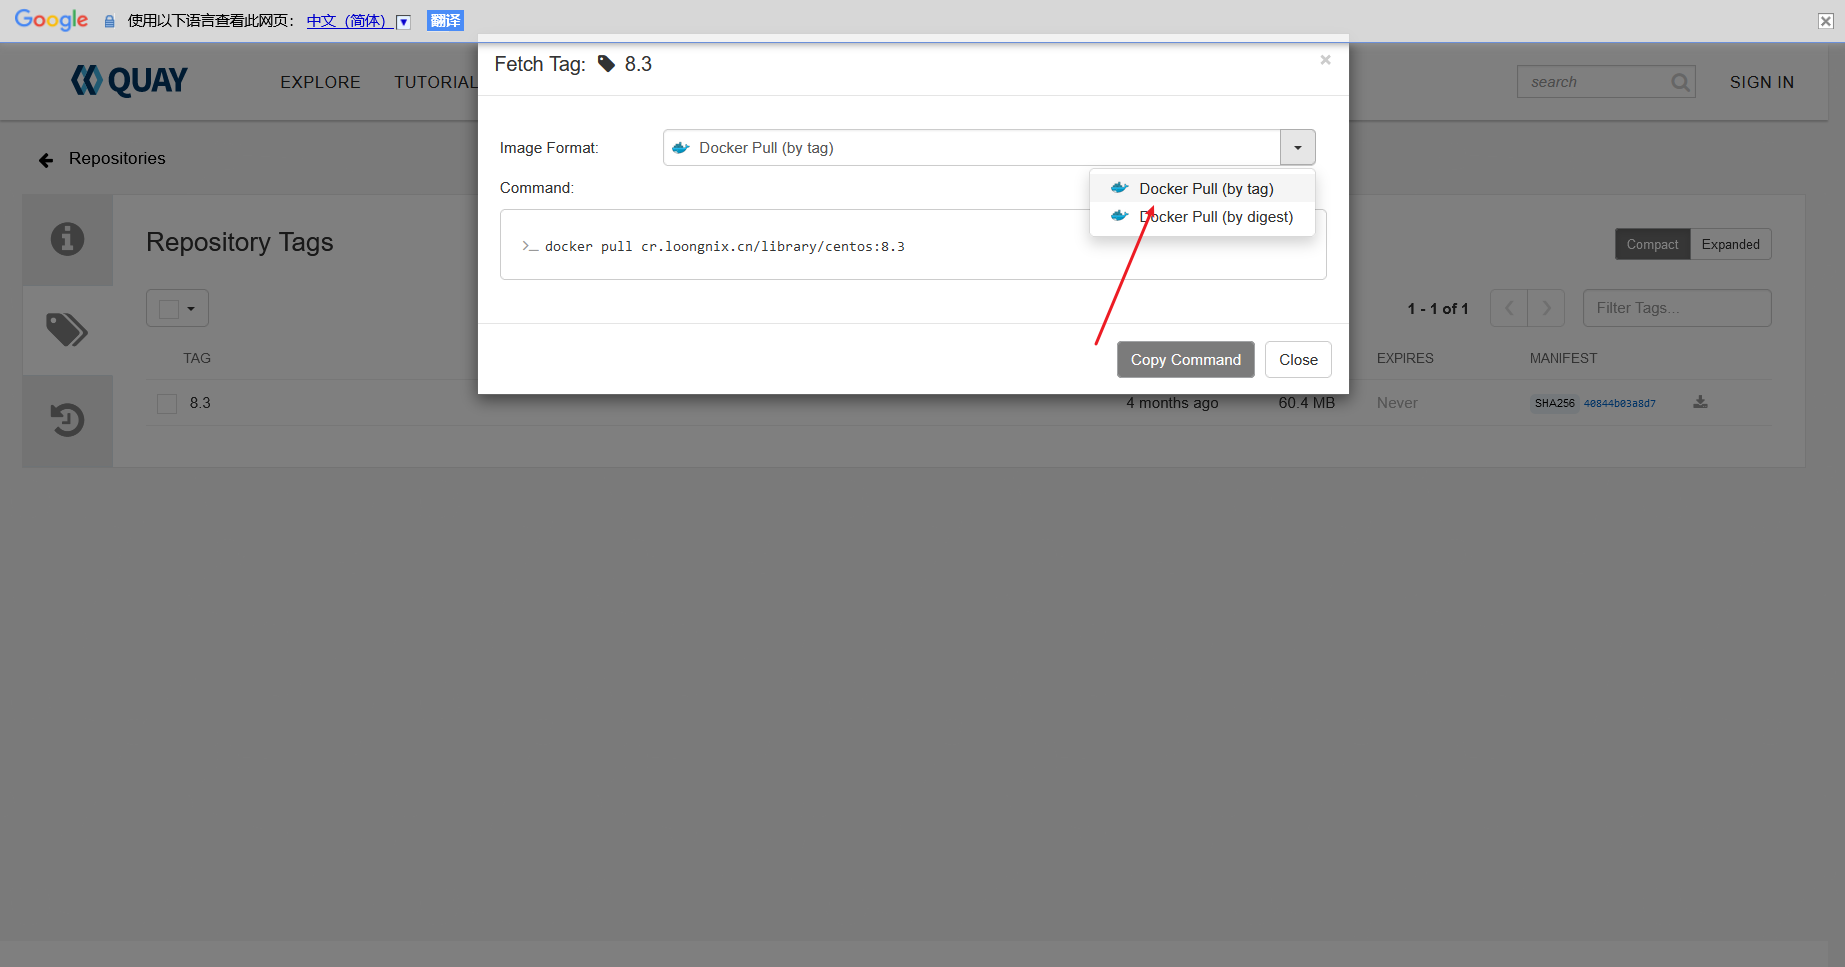 Google 使用以下语言查看此网页： 中文（简体） 翻译
Fetch Tag: 8.3
QUAY EXPLORE TUTORIAL search SIGN IN
Repositories
Image Format: Docker Pull (by tag)
Command:
Docker Pull (by tag)
Docker Pull (by digest)
>_ docker pull cr.loongnix.cn/library/centos:8.3
Repository Tags
Compact Expanded
1 - 1 of 1 Filter Tags...
Copy Command Close
TAG EXPIRES MANIFEST
8.3 4 months ago 60.4 MB Never SHA256 40844b03a8d7